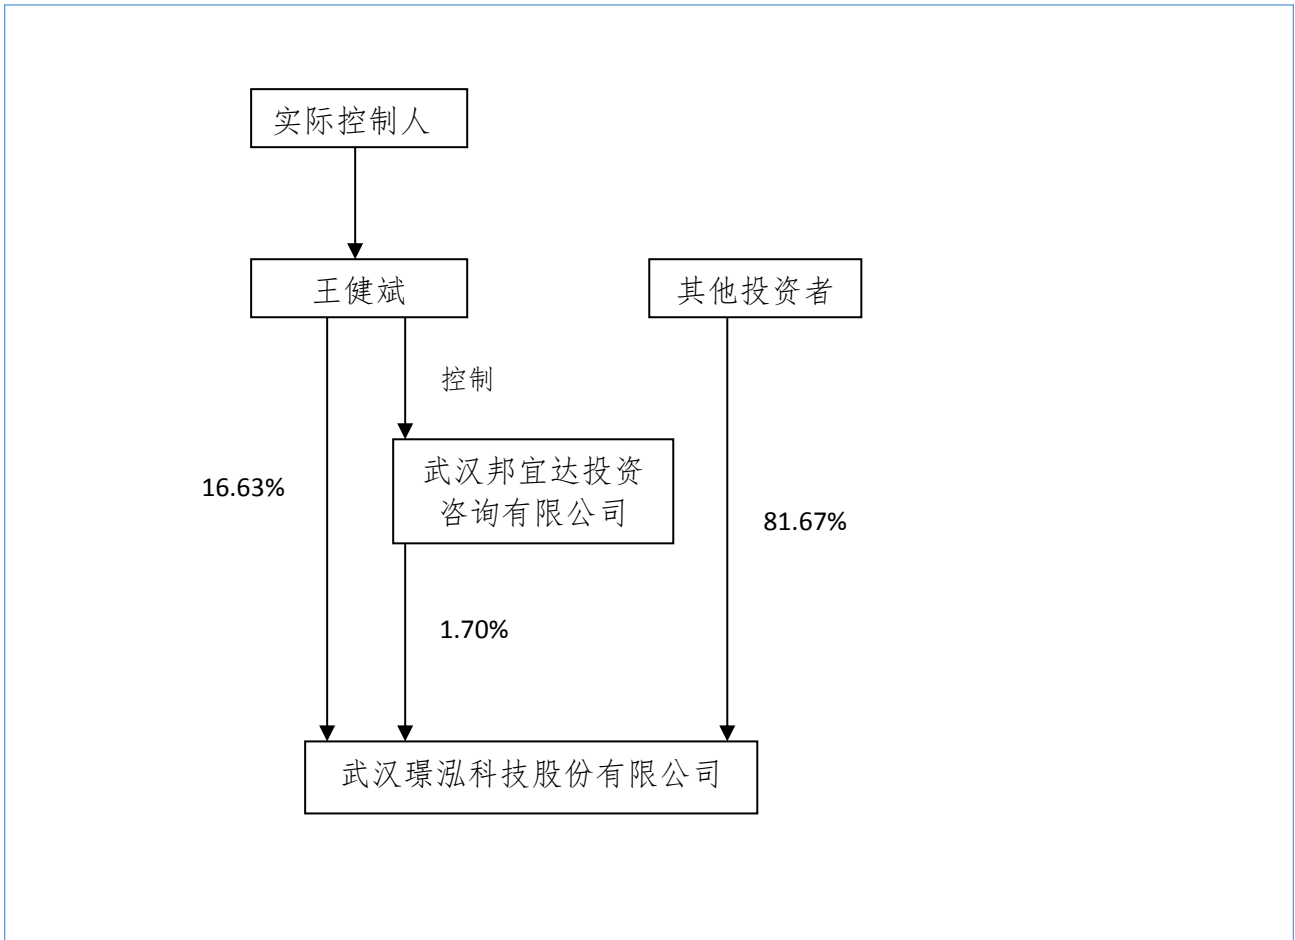 实际控制人
王健斌
其他投资者
控制
武汉邦宜达投资
咨询有限公司
16.63%
81.67%
1.70%
武汉璟泓科技股份有限公司